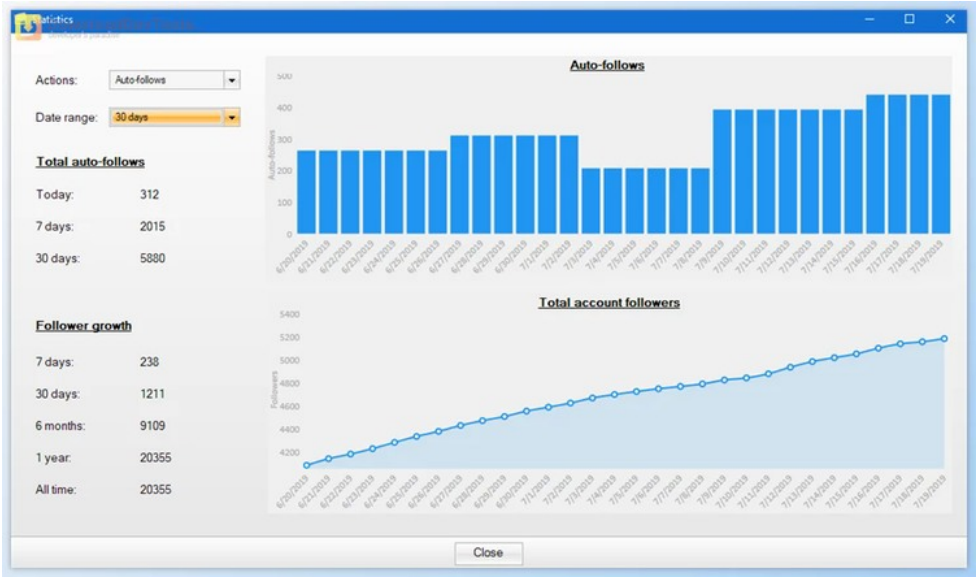 Statistics
developer's paradise
Auto-follows
Actions: Auto-follows
Date range: 30 days
Total auto-follows
Today: 312
7 days: 2015
30 days: 5880
Auto-follows
500
400
300
200
100
0
6/20/2019 6/21/2019 6/22/2019 6/23/2019 6/24/2019 6/25/2019 6/26/2019 6/27/2019 6/28/2019 6/29/2019 6/30/2019 7/1/2019 7/2/2019 7/3/2019 7/4/2019 7/5/2019 7/6/2019 7/7/2019 7/8/2019 7/9/2019 7/10/2019 7/11/2019 7/12/2019 7/13/2019 7/14/2019 7/15/2019 7/16/2019 7/17/2019 7/18/2019 7/19/2019
Total account followers
Follower growth
7 days: 238
30 days: 1211
6 months: 9109
1 year: 20355
All time: 20355
Followers
5400
5200
5000
4800
4600
4400
4200
6/20/2019 6/21/2019 6/22/2019 6/23/2019 6/24/2019 6/25/2019 6/26/2019 6/27/2019 6/28/2019 6/29/2019 6/30/2019 7/1/2019 7/2/2019 7/3/2019 7/4/2019 7/5/2019 7/6/2019 7/7/2019 7/8/2019 7/9/2019 7/10/2019 7/11/2019 7/12/2019 7/13/2019 7/14/2019 7/15/2019 7/16/2019 7/17/2019 7/18/2019 7/19/2019
Close